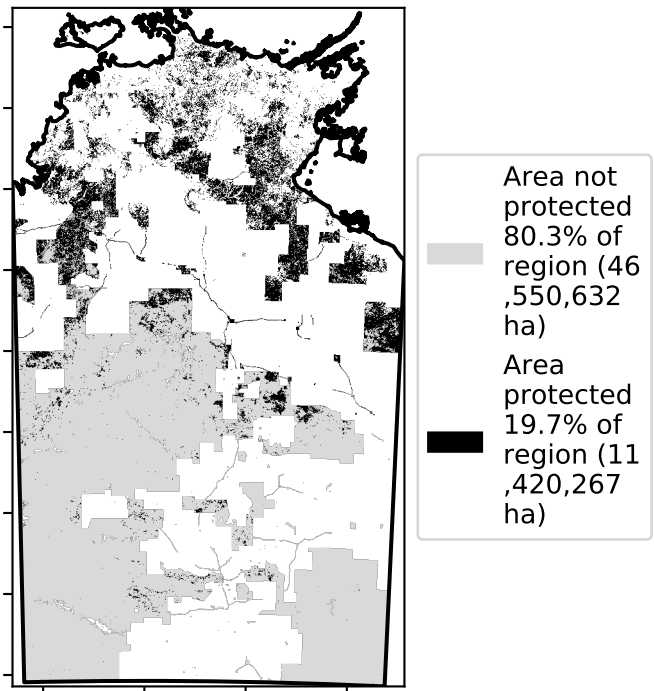 Area not
protected
80.3% of
region (46
,550,632
ha)
Area
protected
19.7% of
region (11
,420,267
ha)